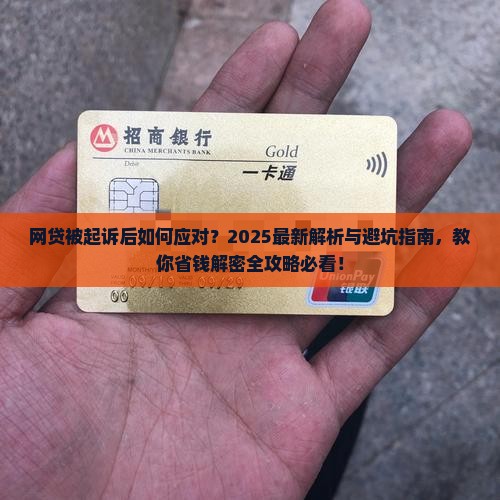 招商银行
CHINA MERCHANTS BANK
Debit
Gold
一卡通
网贷被起诉后如何应对？2025最新解析与避坑指南，教
你省钱解密全攻略必看！
UnionPay
银联
00